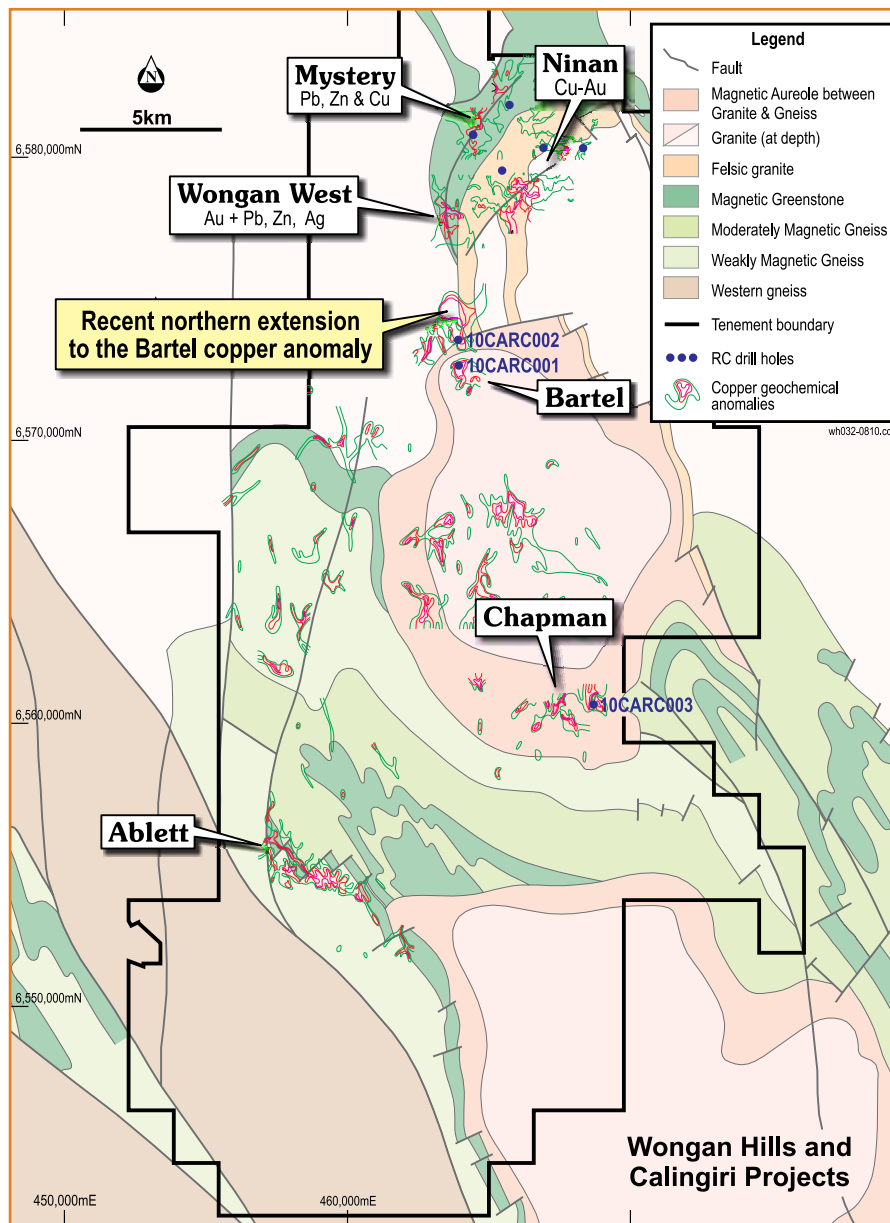 Legend
Fault
Magnetic Aureole between
Granite & Gneiss
Granite (at depth)
Felsic granite
Magnetic Greenstone
Moderately Magnetic Gneiss
Weakly Magnetic Gneiss
Western gneiss
Tenement boundary
RC drill holes
Copper geochemical
anomalies
wh032-0810.co
N
5km
Mystery
Pb, Zn & Cu
Ninan
Cu-Au
6,580,000mN
Wongan West
Au + Pb, Zn, Ag
Recent northern extension
to the Bartel copper anomaly
10CARC002
10CARC001
Bartel
6,570,000mN
Chapman
10CARC003
6,560,000mN
Ablett
6,550,000mN
Wongan Hills and
Calingiri Projects
450,000mE
460,000mE